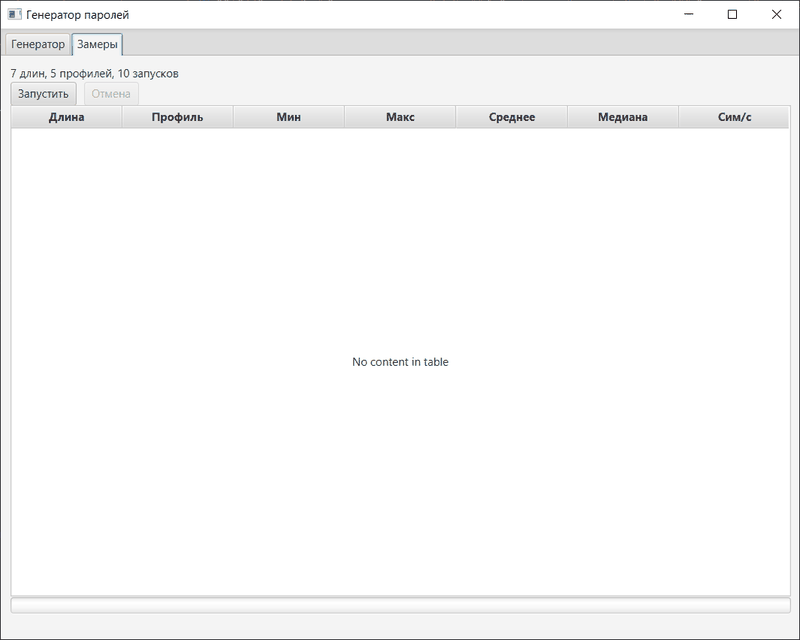 Генератор паролей
Генератор Замеры
7 длин, 5 профилей, 10 запусков
Запустить Отмена
Длина Профиль Мин Макс Среднее Медиана Сим/с
No content in table